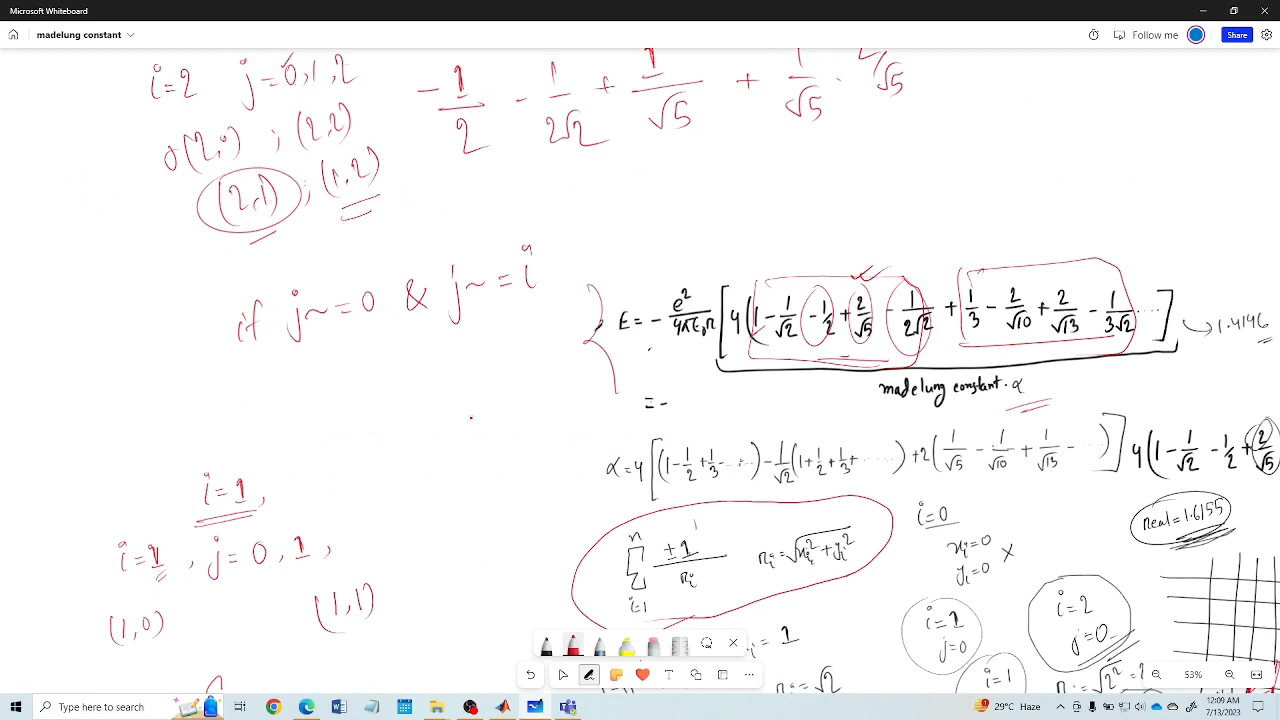 Microsoft Whiteboard
madelung constant
Follow me
Share
i=2 j=0,1,2
(2,2)
(2,1) ; (1,2)
-1/2 - 1/2√2 + 1/√5 + 1/√5 · 2/√5
if j~=0 & j~=i
E = - e²/4πε₀r [4(1 - 1/√2 - 1/2 + 2/√5 - 1/2√2 + 1/3 - 2/√10 + 2/√13 - 1/3√2 ....]
1.4146
madelung constant. α
= -
α=4[(1-1/2+1/3-.....) - 1/√2(1+1/2+1/3+......) + 2(1/√5 - 1/√10 + 1/√13 - ....)] 4(1 - 1/√2 - 1/2 + 2/√5
real=1.6155
i=1,
i=1, j=0, 1,
(1,0) (1,1)
n Σ i=1 ±1/ri ri=√xi²+yi²
i=0
xi=0
yi=0 ×
i=1
j=0
i=2
j=0
i=1
= 1
= √2
53%
Type here to search
29°C Haze
12:09 AM
7/13/2023